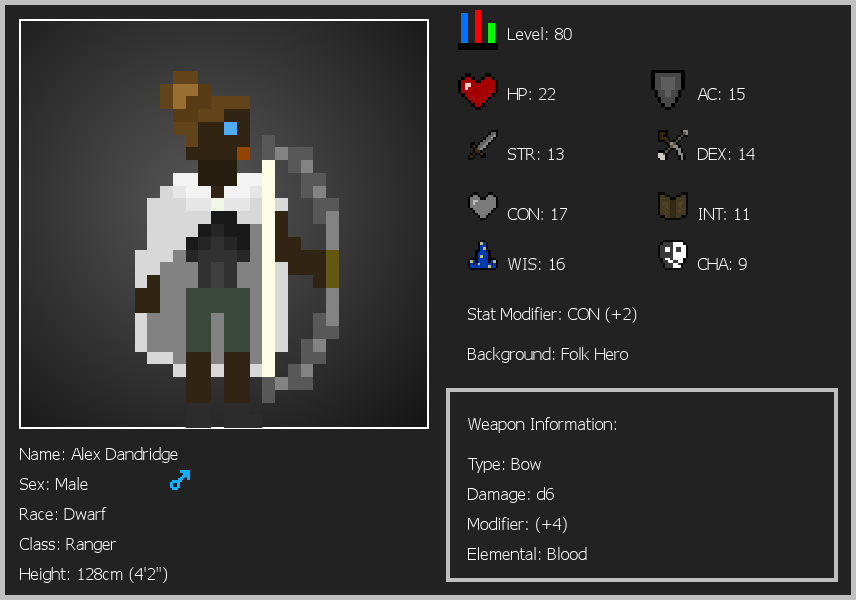 Level: 80
HP: 22
AC: 15
STR: 13
DEX: 14
CON: 17
INT: 11
WIS: 16
CHA: 9
Stat Modifier: CON (+2)
Background: Folk Hero
Weapon Information:
Type: Bow
Damage: d6
Modifier: (+4)
Elemental: Blood
Name: Alex Dandridge
Sex: Male
Race: Dwarf
Class: Ranger
Height: 128cm (4'2")